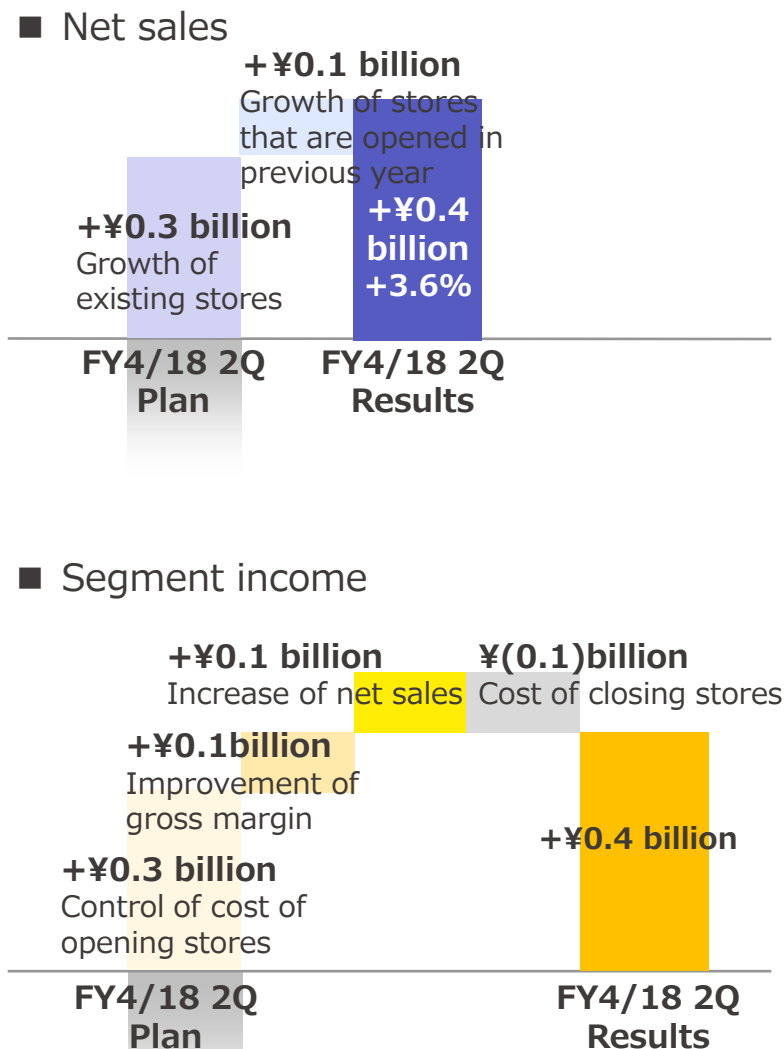 ■ Net sales
+¥0.1 billion
Growth of stores
that are opened in
previous year
+¥0.3 billion
Growth of
existing stores
+¥0.4
billion
+3.6%
FY4/18 2Q
Plan
FY4/18 2Q
Results
■ Segment income
+¥0.1 billion
Increase of net sales
¥(0.1)billion
Cost of closing stores
+¥0.1billion
Improvement of
gross margin
+¥0.3 billion
Control of cost of
opening stores
+¥0.4 billion
FY4/18 2Q
Plan
FY4/18 2Q
Results